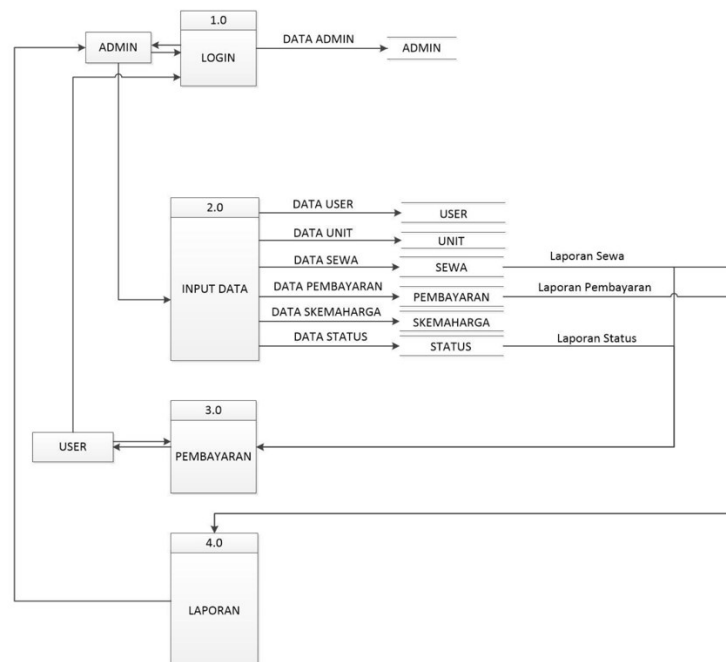 1.0
LOGIN
ADMIN
DATA ADMIN
ADMIN
2.0
INPUT DATA
DATA USER
USER
DATA UNIT
UNIT
DATA SEWA
SEWA
Laporan Sewa
DATA PEMBAYARAN
PEMBAYARAN
Laporan Pembayaran
DATA SKEMAHARGA
SKEMAHARGA
DATA STATUS
STATUS
Laporan Status
3.0
PEMBAYARAN
USER
4.0
LAPORAN